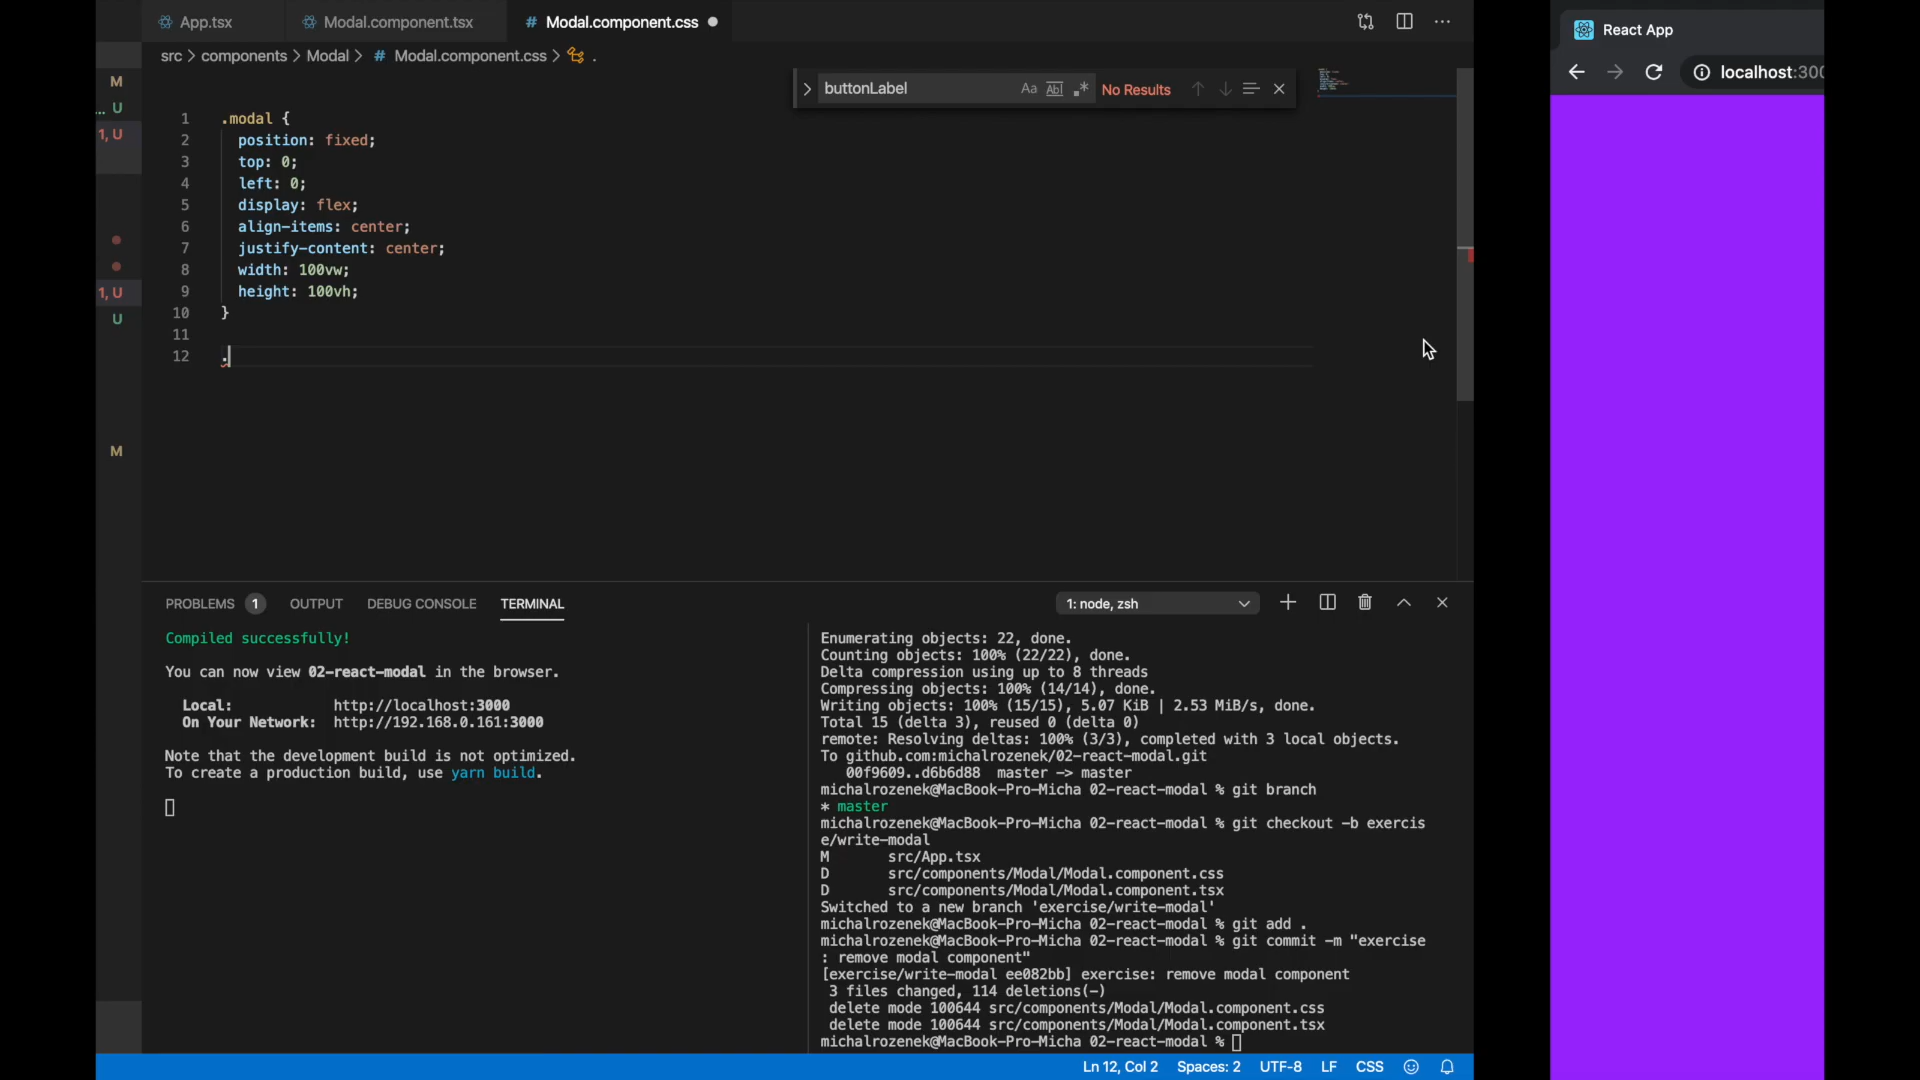 App.tsx
Modal.component.tsx
# Modal.component.css
React App
src > components > Modal > # Modal.component.css > .
localhost:300
M
... U
1, U
1, U
U
M
buttonLabel
Aa Abl .* No Results
1 .modal {
2 position: fixed;
3 top: 0;
4 left: 0;
5 display: flex;
6 align-items: center;
7 justify-content: center;
8 width: 100vw;
9 height: 100vh;
10 }
11
12 .
PROBLEMS 1 OUTPUT DEBUG CONSOLE TERMINAL
1: node, zsh
Compiled successfully!
You can now view 02-react-modal in the browser.
Local: http://localhost:3000
On Your Network: http://192.168.0.161:3000
Note that the development build is not optimized.
To create a production build, use yarn build.
Enumerating objects: 22, done.
Counting objects: 100% (22/22), done.
Delta compression using up to 8 threads
Compressing objects: 100% (14/14), done.
Writing objects: 100% (15/15), 5.07 KiB | 2.53 MiB/s, done.
Total 15 (delta 3), reused 0 (delta 0)
remote: Resolving deltas: 100% (3/3), completed with 3 local objects.
To github.com:michalrozenek/02-react-modal.git
00f9609..d6b6d88 master -> master
michalrozenek@MacBook-Pro-Micha 02-react-modal % git branch
* master
michalrozenek@MacBook-Pro-Micha 02-react-modal % git checkout -b exercis
e/write-modal
M src/App.tsx
D src/components/Modal/Modal.component.css
D src/components/Modal/Modal.component.tsx
Switched to a new branch 'exercise/write-modal'
michalrozenek@MacBook-Pro-Micha 02-react-modal % git add .
michalrozenek@MacBook-Pro-Micha 02-react-modal % git commit -m "exercise
: remove modal component"
[exercise/write-modal ee082bb] exercise: remove modal component
3 files changed, 114 deletions(-)
delete mode 100644 src/components/Modal/Modal.component.css
delete mode 100644 src/components/Modal/Modal.component.tsx
michalrozenek@MacBook-Pro-Micha 02-react-modal %
Ln 12, Col 2 Spaces: 2 UTF-8 LF CSS